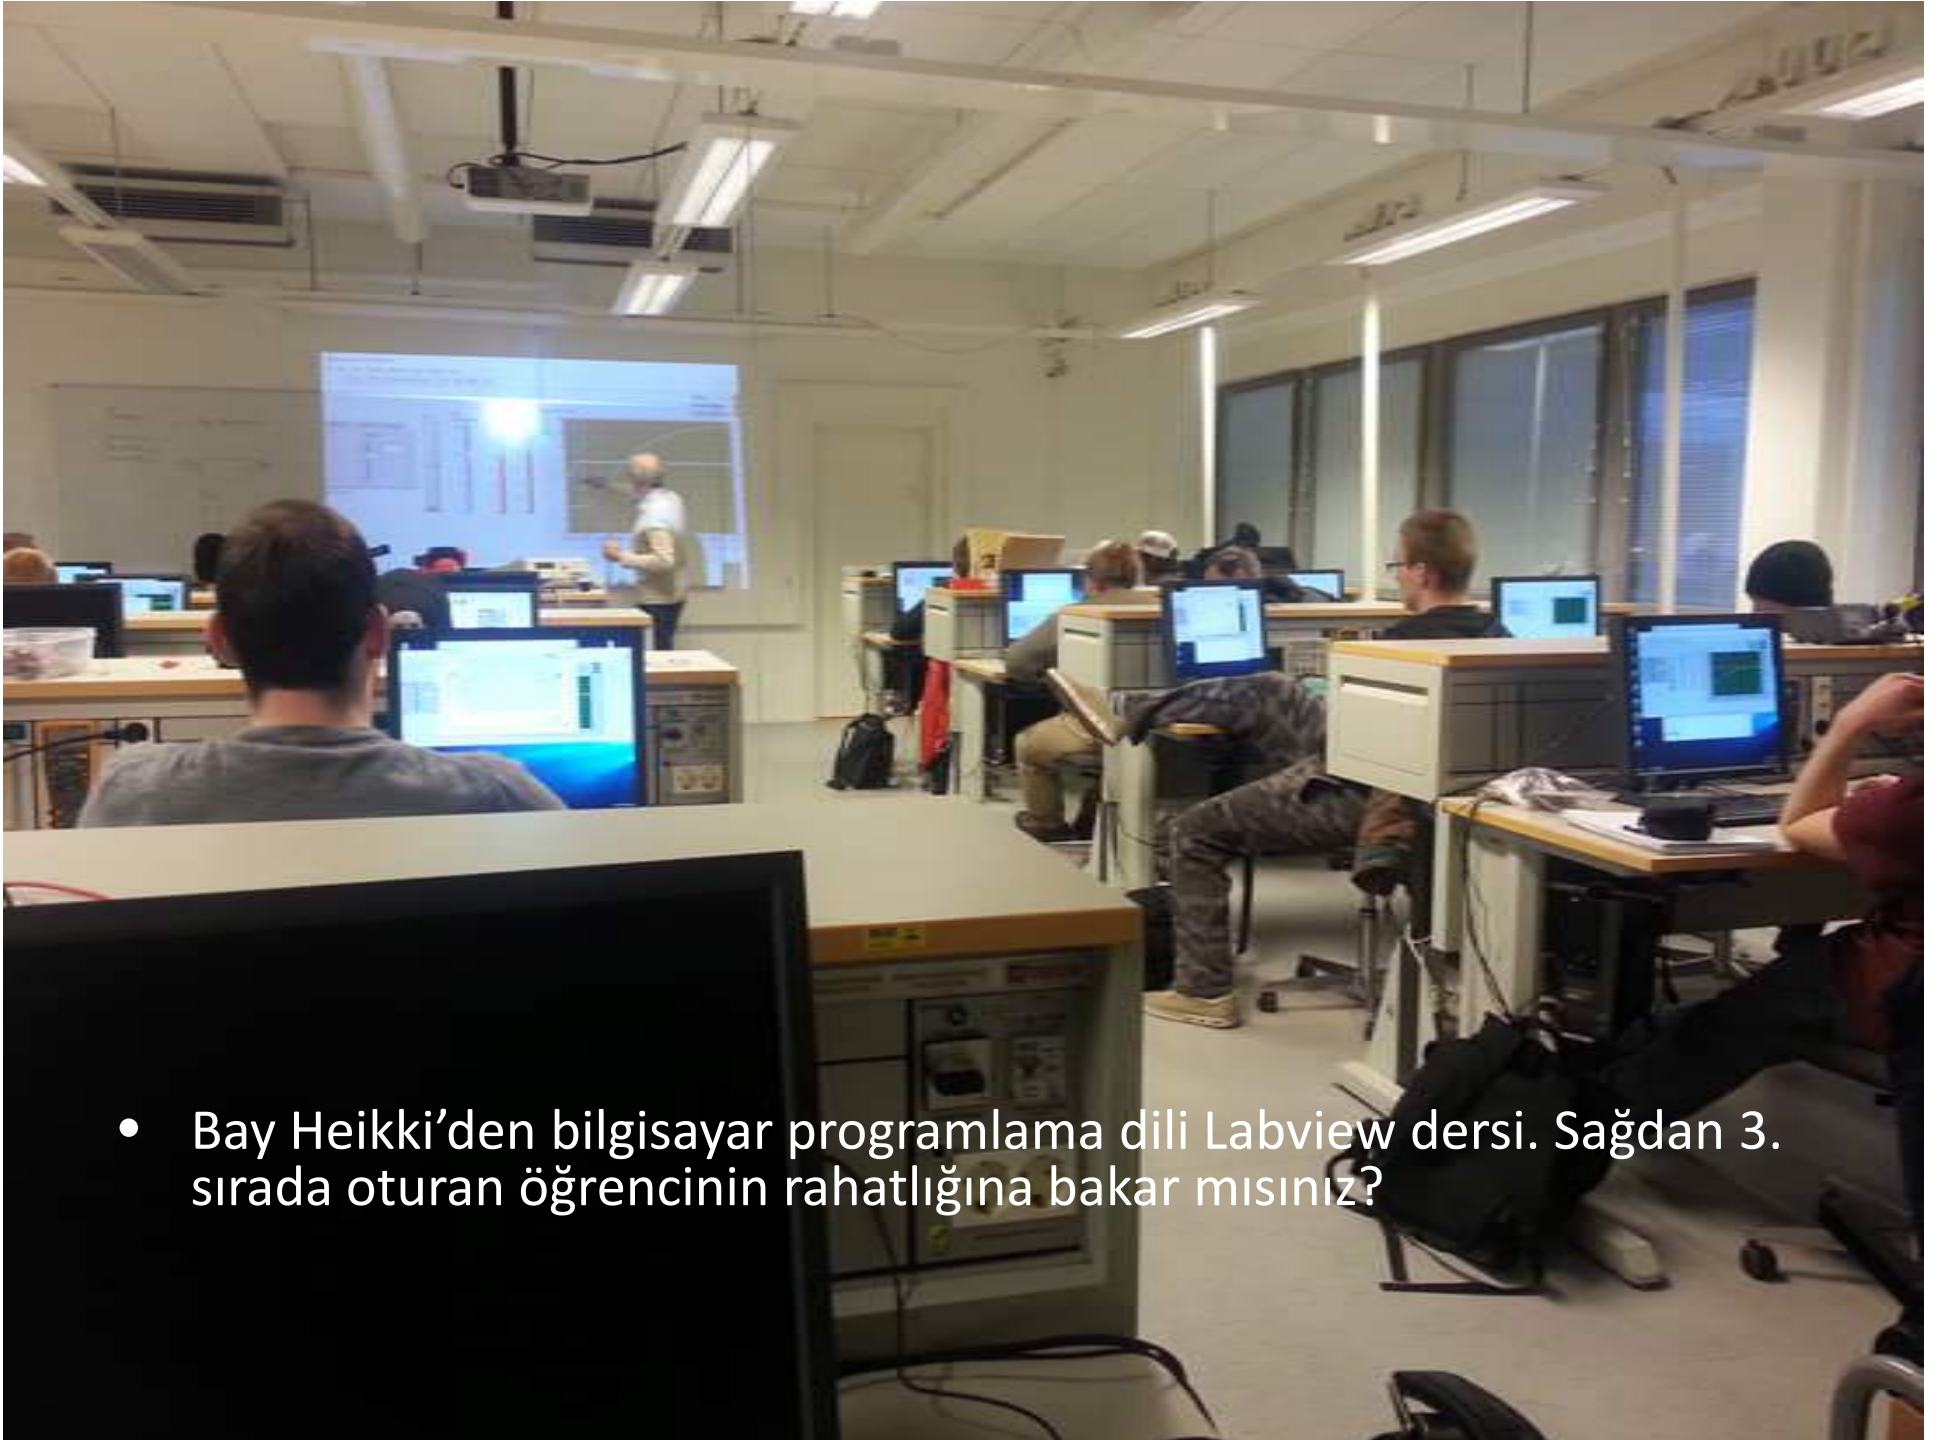 • Bay Heikki’den bilgisayar programlama dili Labview dersi. Sağdan 3.
sırada oturan öğrencinin rahatlığına bakar mısınız?